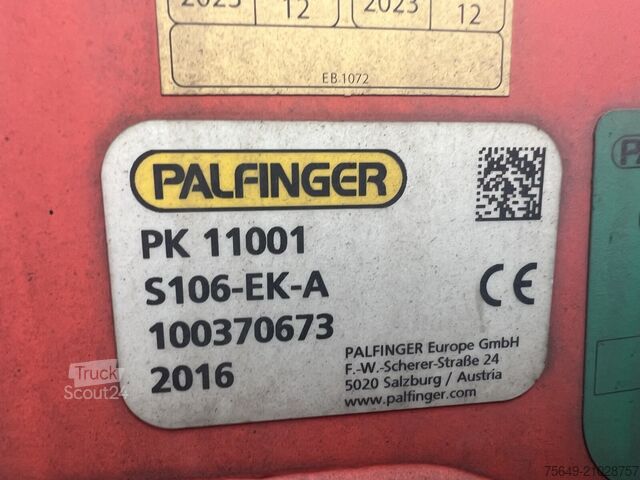 2023 12 2023 12
EB.1072
PALFINGER
PK 11001
S106-EK-A
100370673
2016
CE
PALFINGER Europe GmbH
F.-W.-Scherer-Straße 24
5020 Salzburg / Austria
www.palfinger.com
Truck
Scout24
75649-21028757